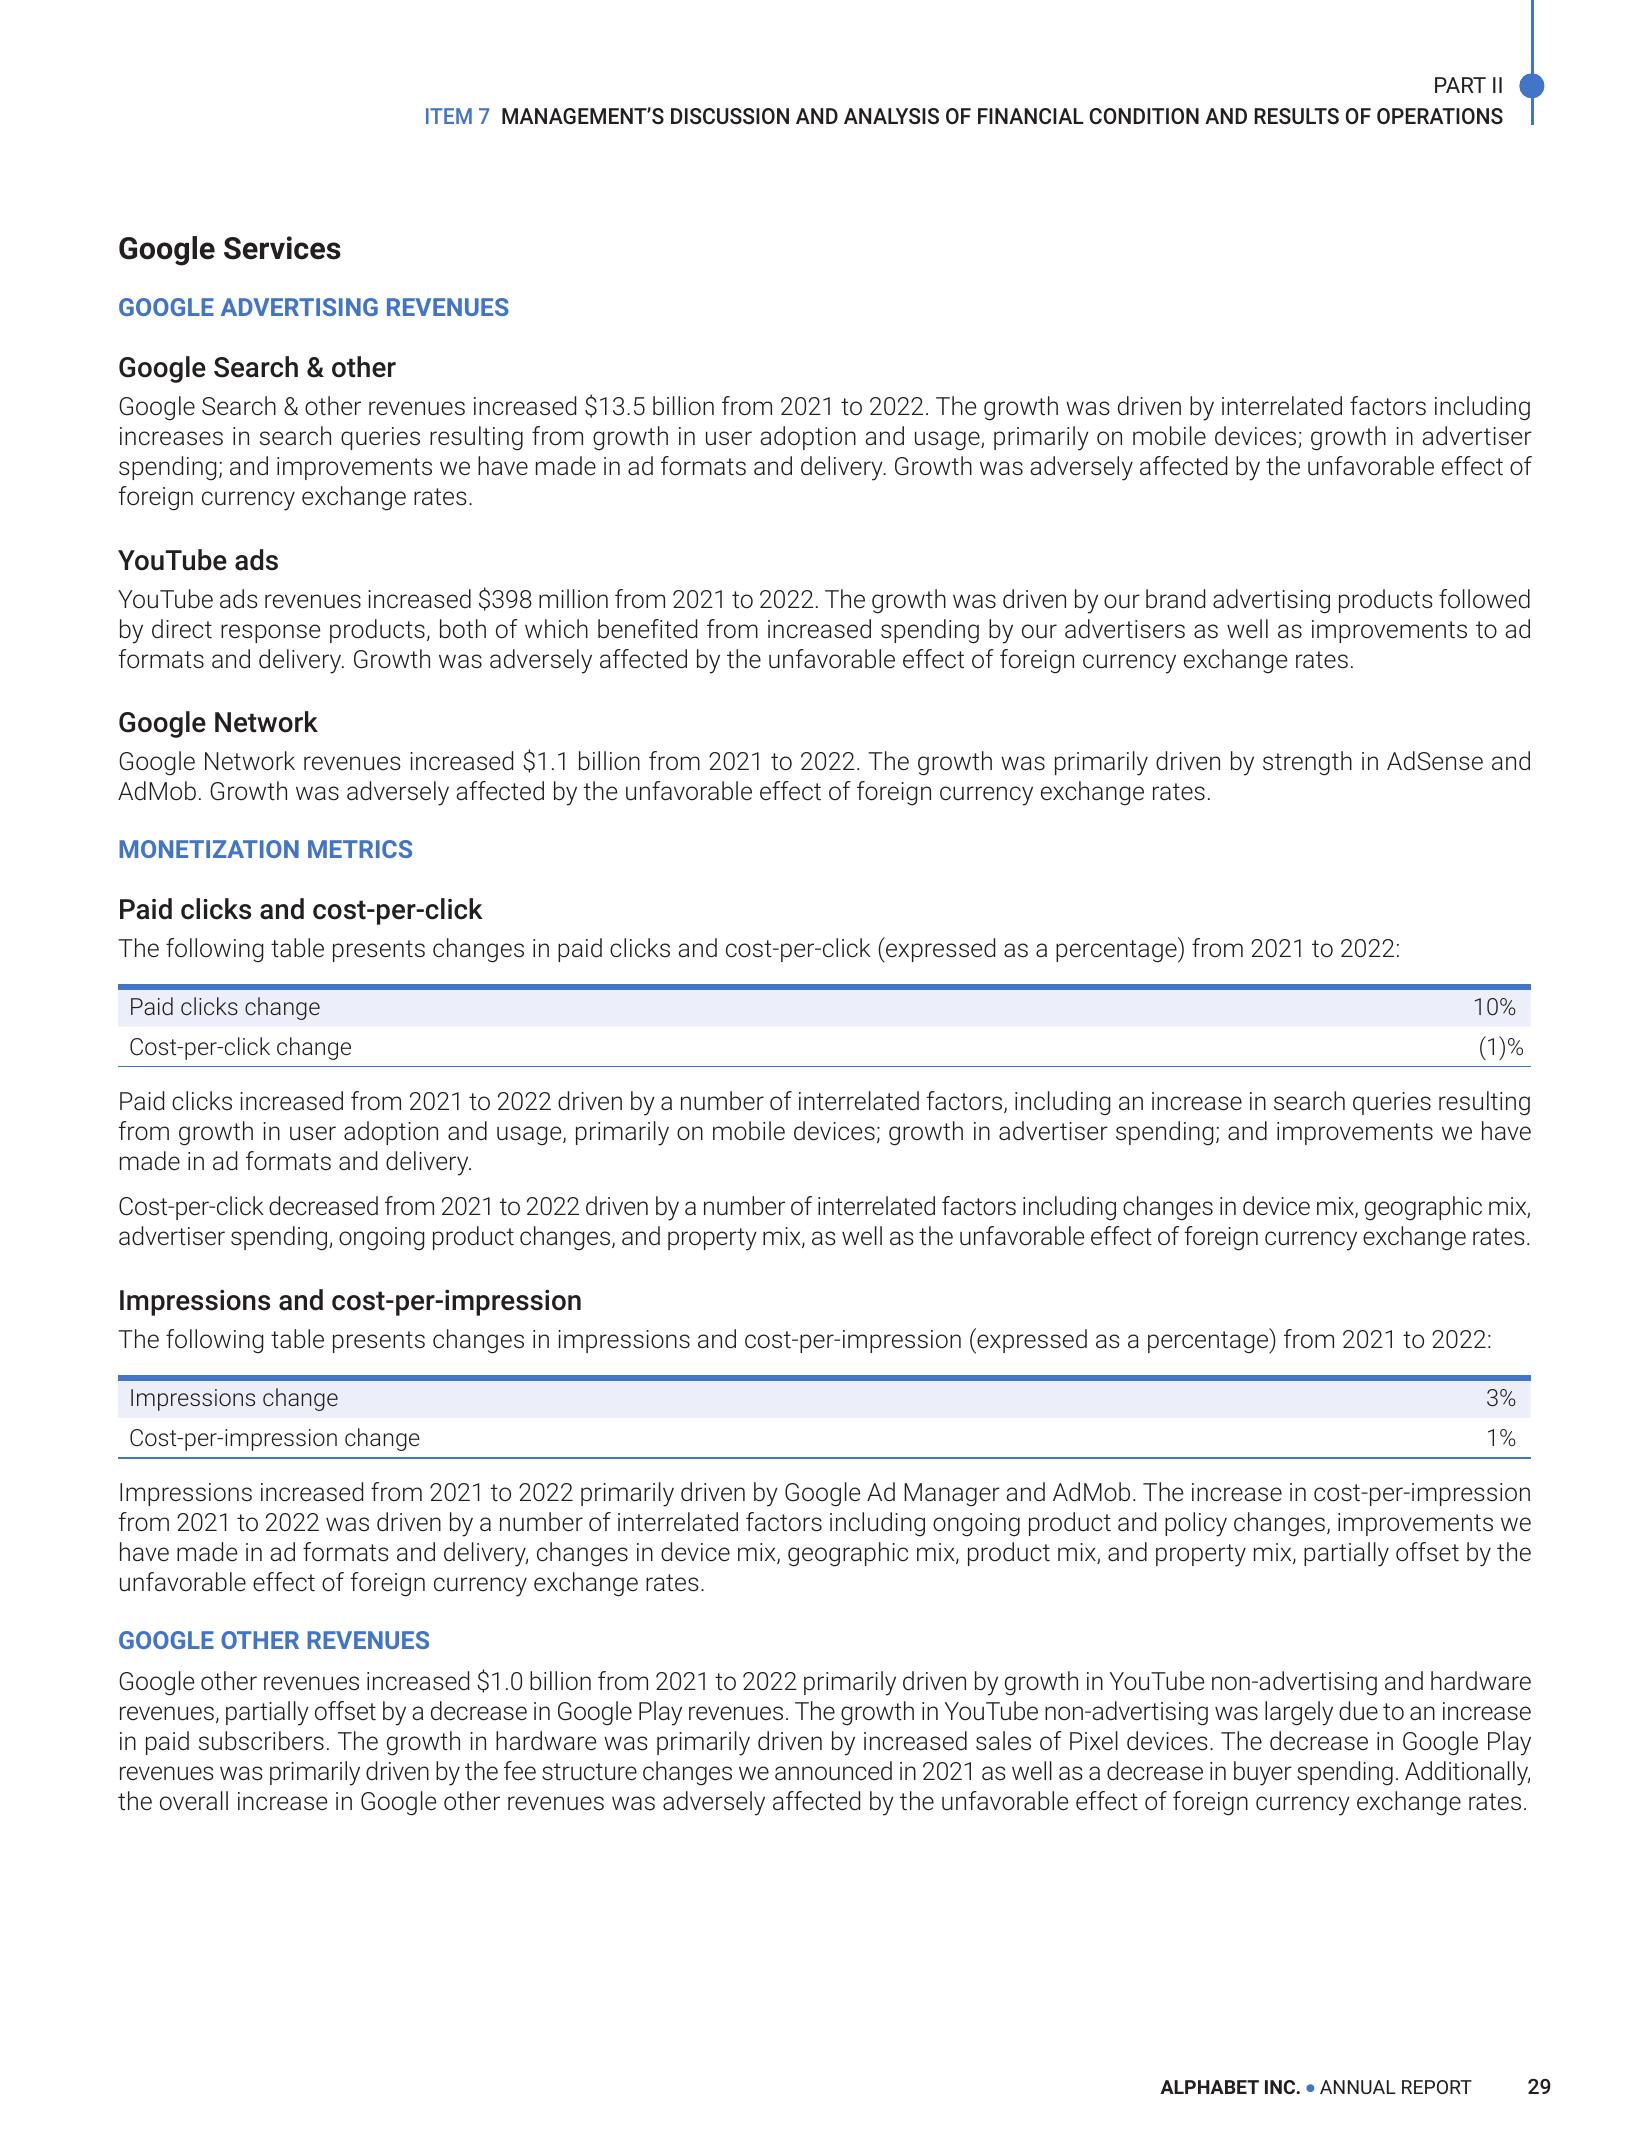 PART II
ITEM 7 MANAGEMENT’S DISCUSSION AND ANALYSIS OF FINANCIAL CONDITION AND RESULTS OF OPERATIONS
Google Services
GOOGLE ADVERTISING REVENUES
Google Search & other
Google Search & other revenues increased $13.5 billion from 2021 to 2022. The growth was driven by interrelated factors including
increases in search queries resulting from growth in user adoption and usage, primarily on mobile devices; growth in advertiser
spending; and improvements we have made in ad formats and delivery. Growth was adversely affected by the unfavorable effect of
foreign currency exchange rates.
YouTube ads
YouTube ads revenues increased $398 million from 2021 to 2022. The growth was driven by our brand advertising products followed
by direct response products, both of which benefited from increased spending by our advertisers as well as improvements to ad
formats and delivery. Growth was adversely affected by the unfavorable effect of foreign currency exchange rates.
Google Network
Google Network revenues increased $1.1 billion from 2021 to 2022. The growth was primarily driven by strength in AdSense and
AdMob. Growth was adversely affected by the unfavorable effect of foreign currency exchange rates.
MONETIZATION METRICS
Paid clicks and cost-per-click
The following table presents changes in paid clicks and cost-per-click (expressed as a percentage) from 2021 to 2022:
Paid clicks change 10%
Cost-per-click change (1)%
Paid clicks increased from 2021 to 2022 driven by a number of interrelated factors, including an increase in search queries resulting
from growth in user adoption and usage, primarily on mobile devices; growth in advertiser spending; and improvements we have
made in ad formats and delivery.
Cost-per-click decreased from 2021 to 2022 driven by a number of interrelated factors including changes in device mix, geographic mix,
advertiser spending, ongoing product changes, and property mix, as well as the unfavorable effect of foreign currency exchange rates.
Impressions and cost-per-impression
The following table presents changes in impressions and cost-per-impression (expressed as a percentage) from 2021 to 2022:
Impressions change 3%
Cost-per-impression change 1%
Impressions increased from 2021 to 2022 primarily driven by Google Ad Manager and AdMob. The increase in cost-per-impression
from 2021 to 2022 was driven by a number of interrelated factors including ongoing product and policy changes, improvements we
have made in ad formats and delivery, changes in device mix, geographic mix, product mix, and property mix, partially offset by the
unfavorable effect of foreign currency exchange rates.
GOOGLE OTHER REVENUES
Google other revenues increased $1.0 billion from 2021 to 2022 primarily driven by growth in YouTube non-advertising and hardware
revenues, partially offset by a decrease in Google Play revenues. The growth in YouTube non-advertising was largely due to an increase
in paid subscribers. The growth in hardware was primarily driven by increased sales of Pixel devices. The decrease in Google Play
revenues was primarily driven by the fee structure changes we announced in 2021 as well as a decrease in buyer spending. Additionally,
the overall increase in Google other revenues was adversely affected by the unfavorable effect of foreign currency exchange rates.
ALPHABET INC. • ANNUAL REPORT 29